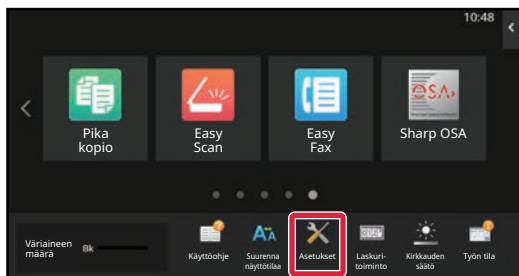 10:48
Pika
kopio
Easy
Scan
Easy
Fax
ØSA
Sharp OSA
Väriaineen
määrä
Bk
Käyttöohje
Suurenna
näyttötilaa
Asetukset
Laskuri-
toiminto
Kirkkauden
säätö
Työn tila